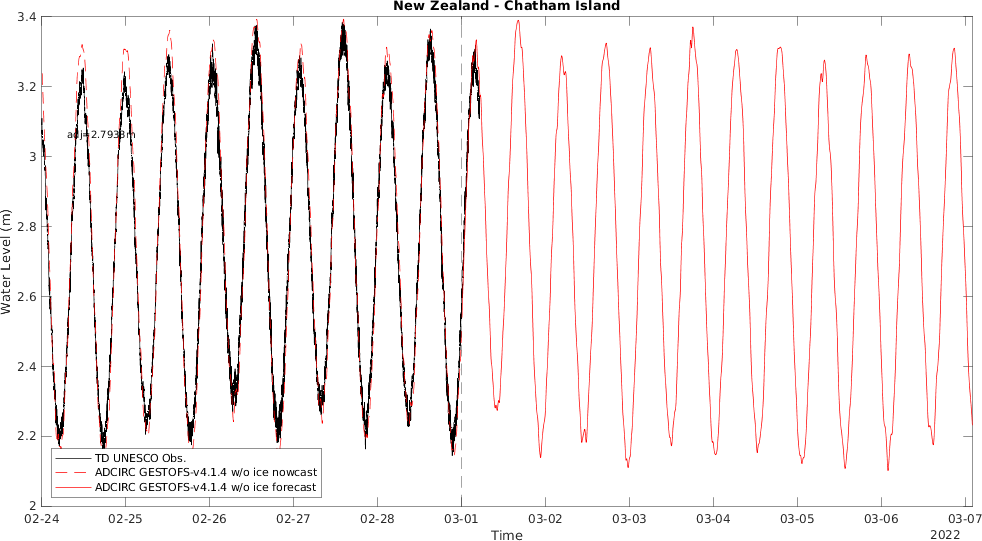 New Zealand - Chatham Island
3.4
3.2
3
2.8
2.6
2.4
2.2
2
Water Level (m)
adj=2.7933m
TD UNESCO Obs.
ADCIRC GESTOFS-v4.1.4 w/o ice nowcast
ADCIRC GESTOFS-v4.1.4 w/o ice forecast
02-24 02-25 02-26 02-27 02-28 03-01 03-02 03-03 03-04 03-05 03-06 03-07
Time
2022